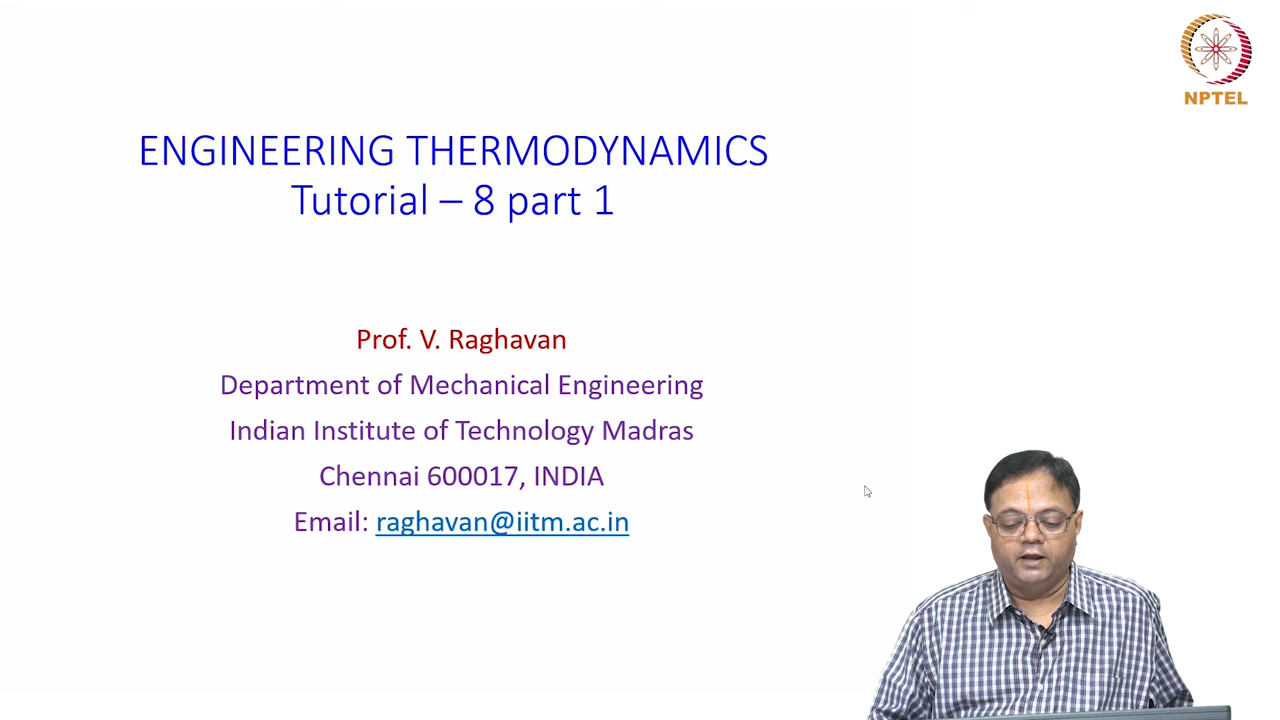 NPTEL
ENGINEERING THERMODYNAMICS
Tutorial – 8 part 1
Prof. V. Raghavan
Department of Mechanical Engineering
Indian Institute of Technology Madras
Chennai 600017, INDIA
Email: raghavan@iitm.ac.in